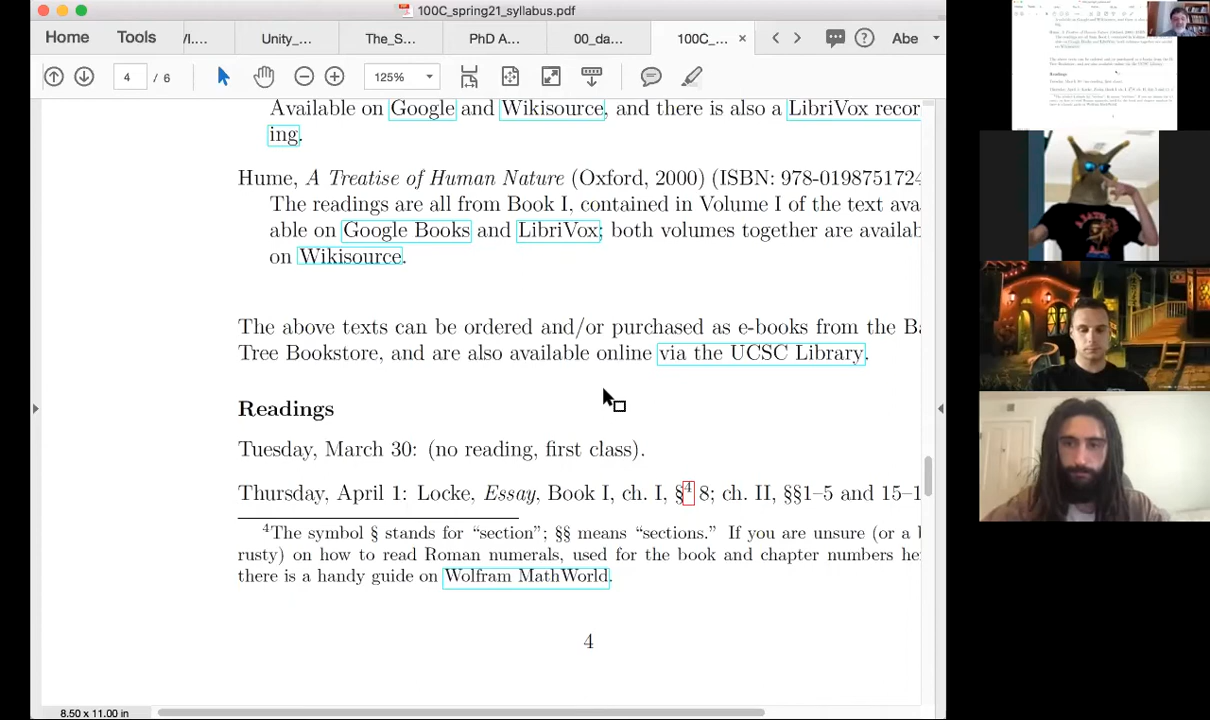 100C_spring21_syllabus.pdf
Home Tools /I.... Unity_... The S... 00_da... 100C_... Abe
4 / 6 125%
Available on Google and Wikisource, and there is also a LibriVox recor
ing.
Hume, A Treatise of Human Nature (Oxford, 2000) (ISBN: 978-019875172
The readings are all from Book I, contained in Volume I of the text ava
able on Google Books and LibriVox; both volumes together are availab
on Wikisource.
The above texts can be ordered and/or purchased as e-books from the Ba
Tree Bookstore, and are also available online via the UCSC Library.
Readings
Tuesday, March 30: (no reading, first class).
Thursday, April 1: Locke, Essay, Book I, ch. I, §4 8; ch. II, §§1–5 and 15–1
4The symbol § stands for “section”; §§ means “sections.” If you are unsure (or a
rusty) on how to read Roman numerals, used for the book and chapter numbers he
there is a handy guide on Wolfram MathWorld.
4
8.50 x 11.00 in